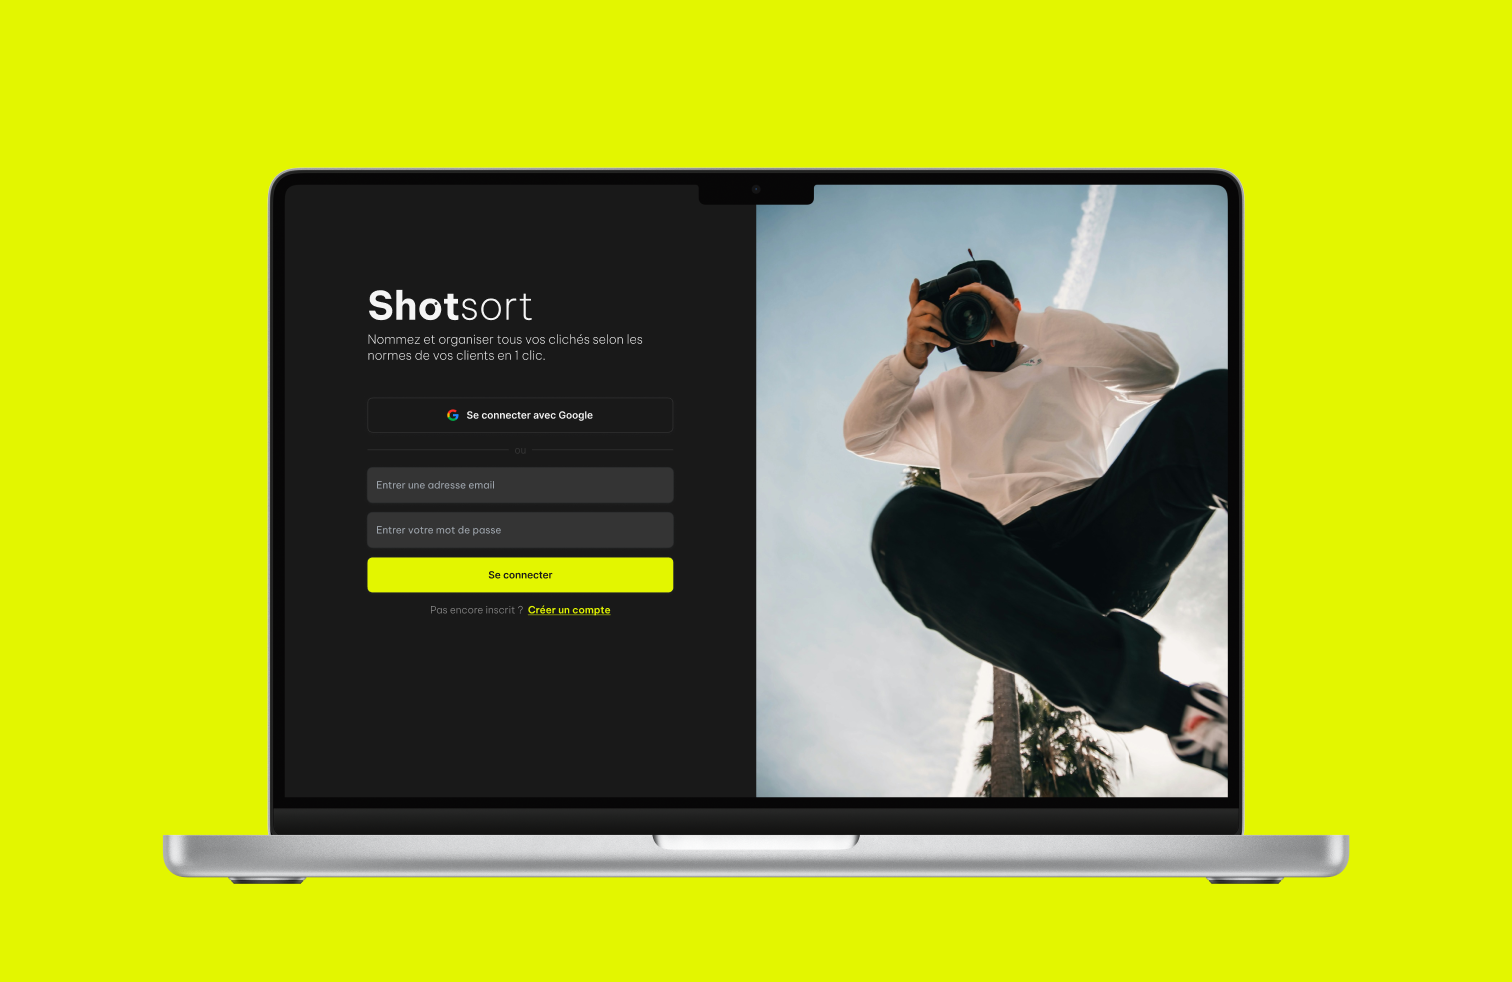 Shotsort
Nommez et organiser tous vos clichés selon les
normes de vos clients en 1 clic.
Se connecter avec Google
ou
Entrer une adresse email
Entrer votre mot de passe
Se connecter
Pas encore inscrit ? Créer un compte